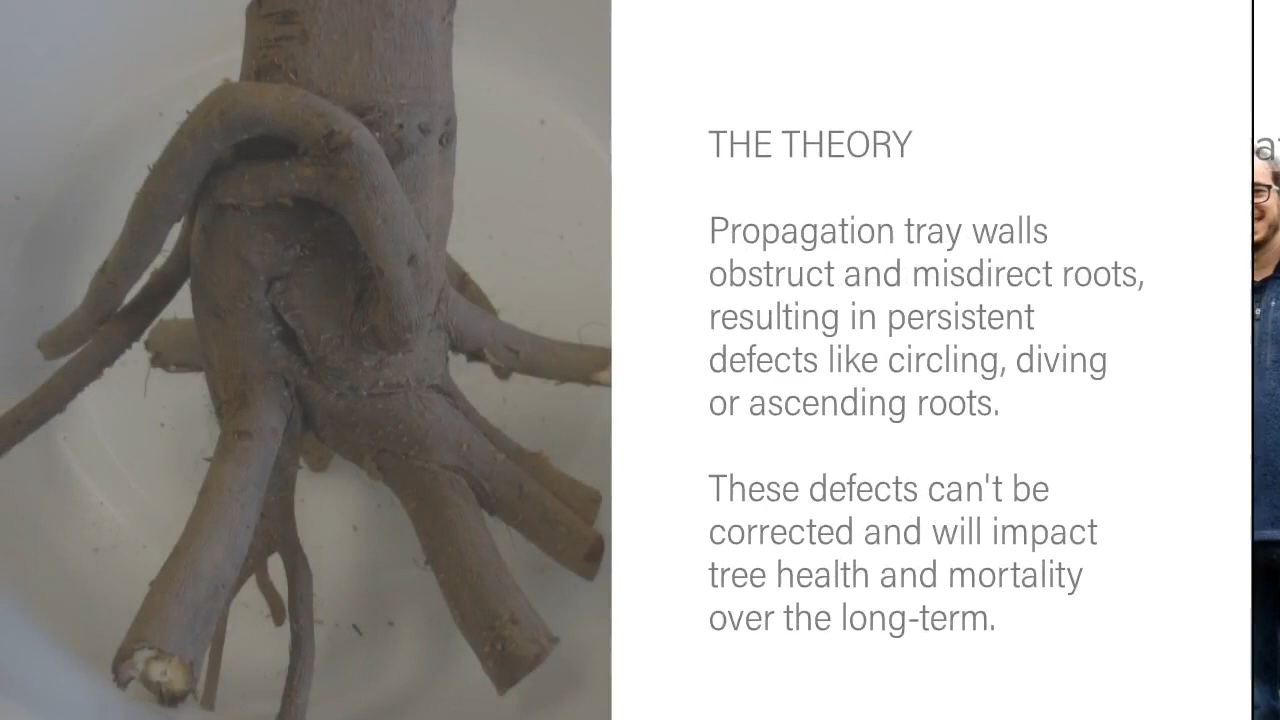 THE THEORY
Propagation tray walls
obstruct and misdirect roots,
resulting in persistent
defects like circling, diving
or ascending roots.
These defects can't be
corrected and will impact
tree health and mortality
over the long-term.